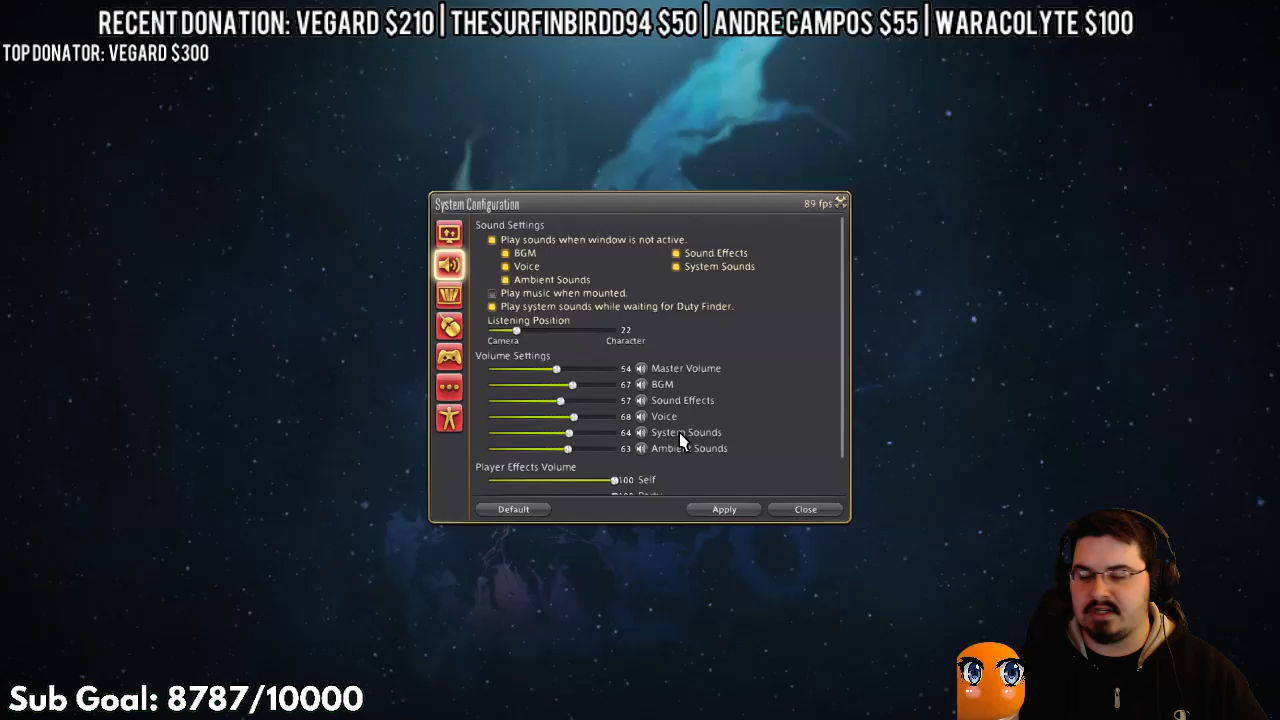 RECENT DONATION: VEGARD $210 | THESURFINBIRDD94 $50 | ANDRECAMPOS $55 | WARACOLYTE $100
TOP DONATOR: VEGARD $300
System Configuration 89 fps
Sound Settings
Play sounds when window is not active.
BGM Sound Effects
Voice System Sounds
Ambient Sounds
Play music when mounted.
Play system sounds while waiting for Duty Finder.
Listening Position
22
Camera Character
Volume Settings
54 Master Volume
67 BGM
57 Sound Effects
68 Voice
64 System Sounds
63 Ambient Sounds
Player Effects Volume
100 Self
100 Party
Default Apply Close
Sub Goal: 8787/10000